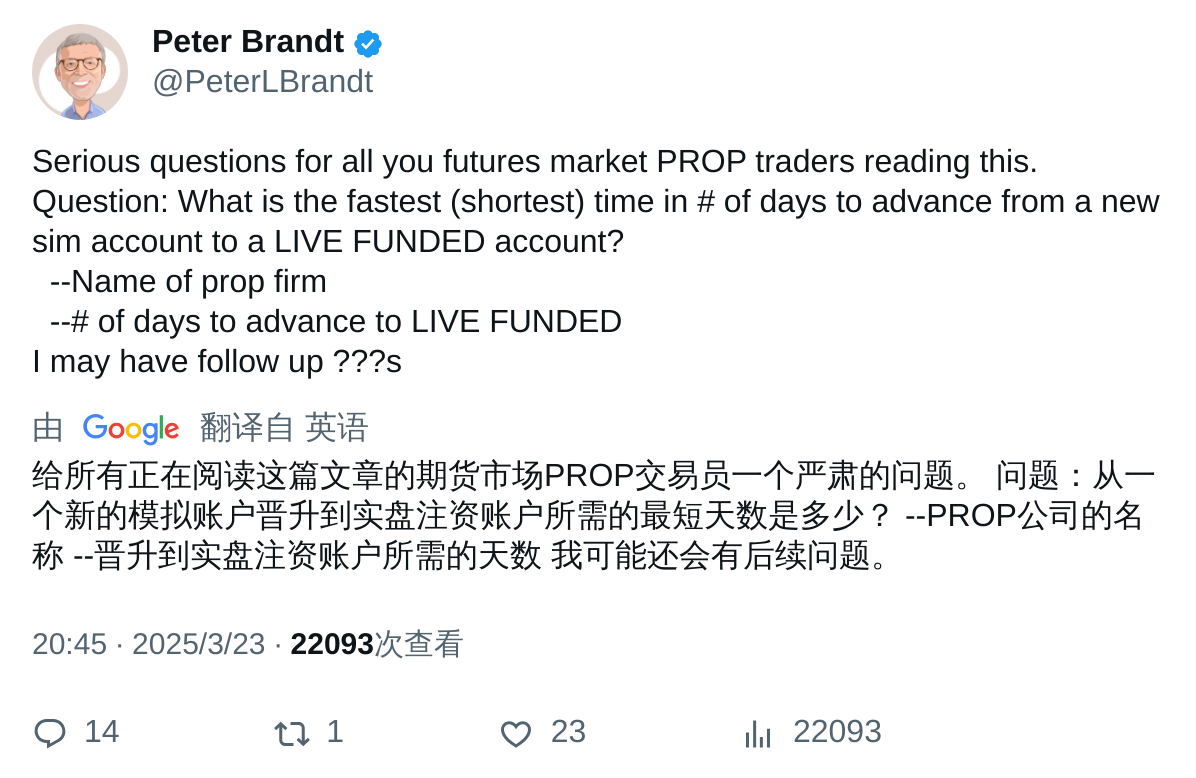 Peter Brandt
@PeterLBrandt
Serious questions for all you futures market PROP traders reading this.
Question: What is the fastest (shortest) time in # of days to advance from a new
sim account to a LIVE FUNDED account?
--Name of prop firm
--# of days to advance to LIVE FUNDED
I may have follow up ???s
由 Google 翻译自 英语
给所有正在阅读这篇文章的期货市场PROP交易员一个严肃的问题。 问题：从一
个新的模拟账户晋升到实盘注资账户所需的最短天数是多少？ --PROP公司的名
称 --晋升到实盘注资账户所需的天数 我可能还会有后续问题。
20:45 · 2025/3/23 · 22093次查看
14 1 23 22093